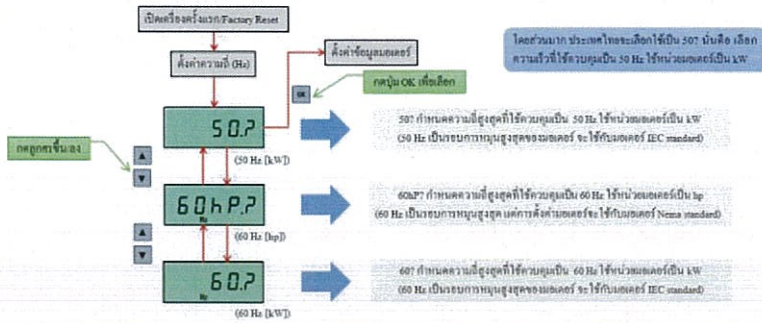 เปิดเครื่องครั้งแรก/Factory Reset
ตั้งค่าความถี่ (Hz)
ตั้งค่าข้อมูลมอเตอร์
โดยส่วนมาก ประเทศไทยจะเลือกใช้เป็น 50? นั่นคือ เลือก
ความเร็วที่ใช้ควบคุมเป็น 50 Hz ใช้หน่วยมอเตอร์เป็น kW
OK
กดปุ่ม OK เพื่อเลือก
50.?
(50 Hz [kW])
50? กำหนดความถี่สูงสุดที่ใช้ควบคุมเป็น 50 Hz ใช้หน่วยมอเตอร์เป็น kW
(50 Hz เป็นรอบการหมุนสูงสุดของมอเตอร์ จะใช้กับมอเตอร์ IEC standard)
กดลูกศรขึ้น/ลง
▲
▼
60hP.?
Hz
(60 Hz [hp])
60hP? กำหนดความถี่สูงสุดที่ใช้ควบคุมเป็น 60 Hz ใช้หน่วยมอเตอร์เป็น hp
(60 Hz เป็นรอบการหมุนสูงสุด แต่การตั้งค่ามอเตอร์จะใช้กับมอเตอร์ Nema standard)
▲
▼
60.?
Hz
(60 Hz [kW])
60? กำหนดความถี่สูงสุดที่ใช้ควบคุมเป็น 60 Hz ใช้หน่วยมอเตอร์เป็น kW
(60 Hz เป็นรอบการหมุนสูงสุดของมอเตอร์ จะใช้กับมอเตอร์ IEC standard)